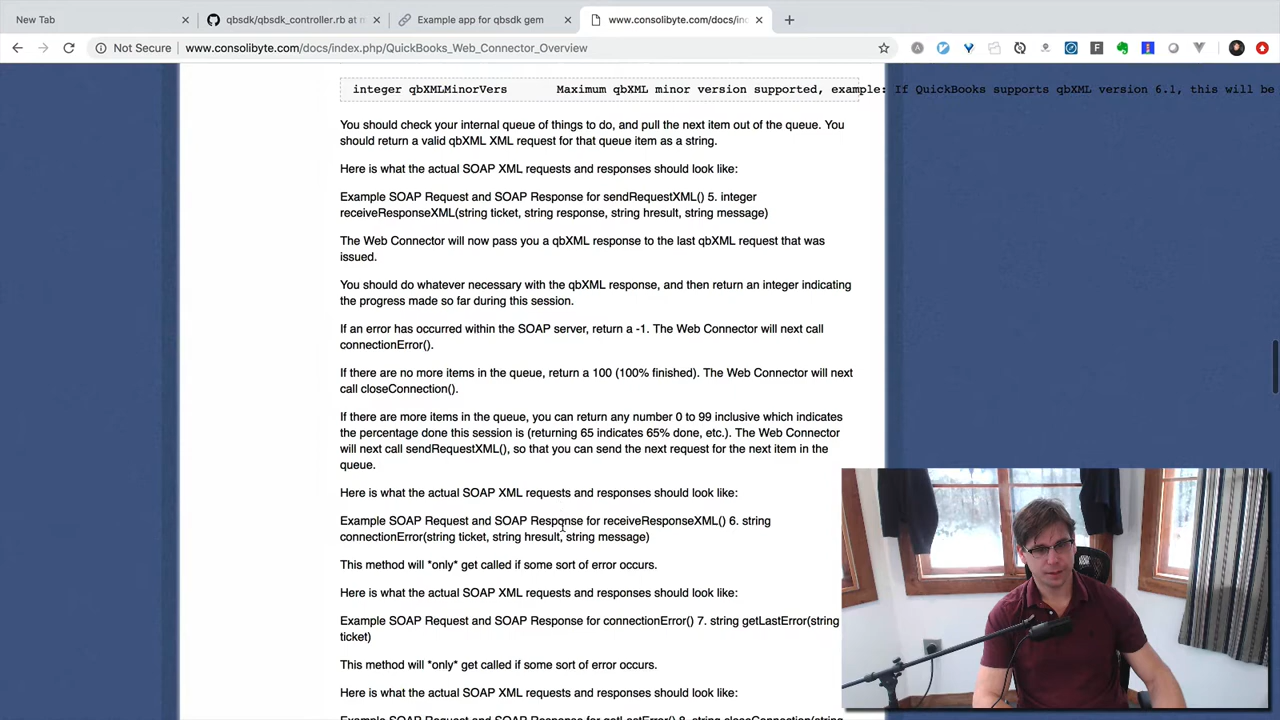 New Tab
qbsdk/qbsdk_controller.rb at m
Example app for qbsdk gem
www.consolibyte.com/docs/inc
Not Secure
www.consolibyte.com/docs/index.php/QuickBooks_Web_Connector_Overview
integer qbXMLMinorVers Maximum qbXML minor version supported, example: If QuickBooks supports qbXML version 6.1, this will be
You should check your internal queue of things to do, and pull the next item out of the queue. You
should return a valid qbXML XML request for that queue item as a string.
Here is what the actual SOAP XML requests and responses should look like:
Example SOAP Request and SOAP Response for sendRequestXML() 5. integer
receiveResponseXML(string ticket, string response, string hresult, string message)
The Web Connector will now pass you a qbXML response to the last qbXML request that was
issued.
You should do whatever necessary with the qbXML response, and then return an integer indicating
the progress made so far during this session.
If an error has occurred within the SOAP server, return a -1. The Web Connector will next call
connectionError().
If there are no more items in the queue, return a 100 (100% finished). The Web Connector will next
call closeConnection().
If there are more items in the queue, you can return any number 0 to 99 inclusive which indicates
the percentage done this session is (returning 65 indicates 65% done, etc.). The Web Connector
will next call sendRequestXML(), so that you can send the next request for the next item in the
queue.
Here is what the actual SOAP XML requests and responses should look like:
Example SOAP Request and SOAP Response for receiveResponseXML() 6. string
connectionError(string ticket, string hresult, string message)
This method will *only* get called if some sort of error occurs.
Here is what the actual SOAP XML requests and responses should look like:
Example SOAP Request and SOAP Response for connectionError() 7. string getLastError(string
ticket)
This method will *only* get called if some sort of error occurs.
Here is what the actual SOAP XML requests and responses should look like:
Example SOAP Request and SOAP Response for getLastError() 8. string closeConnection(string